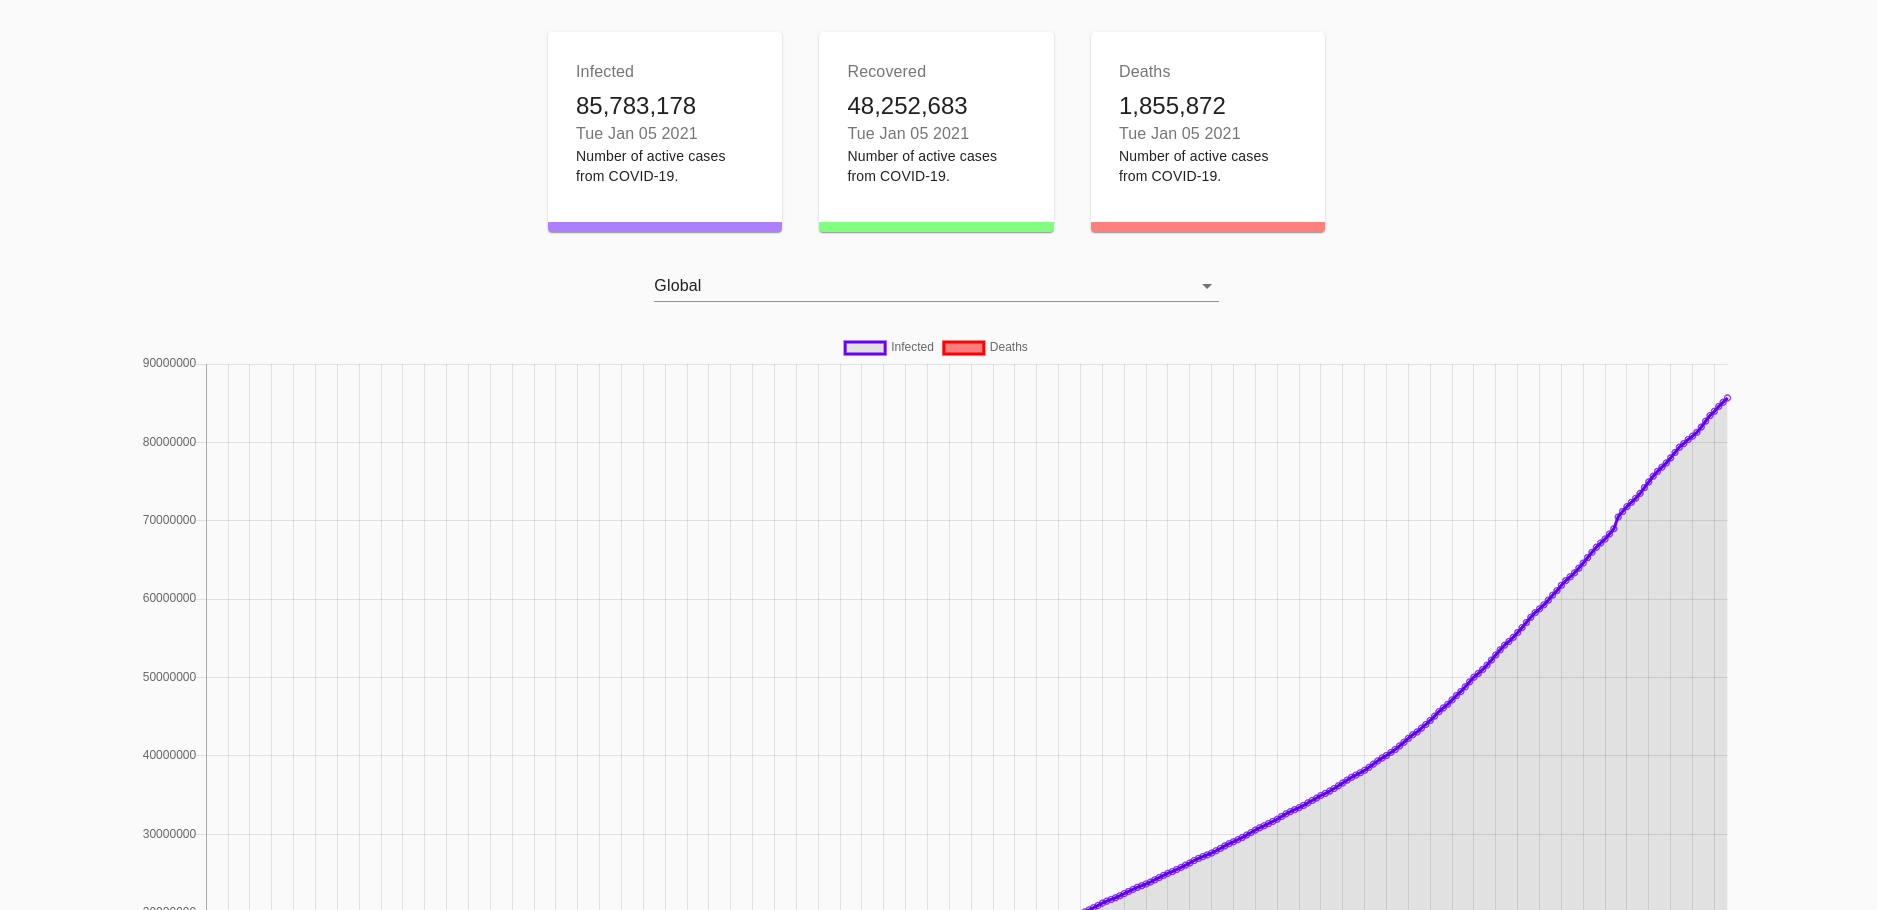 Infected
85,783,178
Tue Jan 05 2021
Number of active cases
from COVID-19.
Recovered
48,252,683
Tue Jan 05 2021
Number of active cases
from COVID-19.
Deaths
1,855,872
Tue Jan 05 2021
Number of active cases
from COVID-19.
Global
Infected
Deaths
90000000
80000000
70000000
60000000
50000000
40000000
30000000